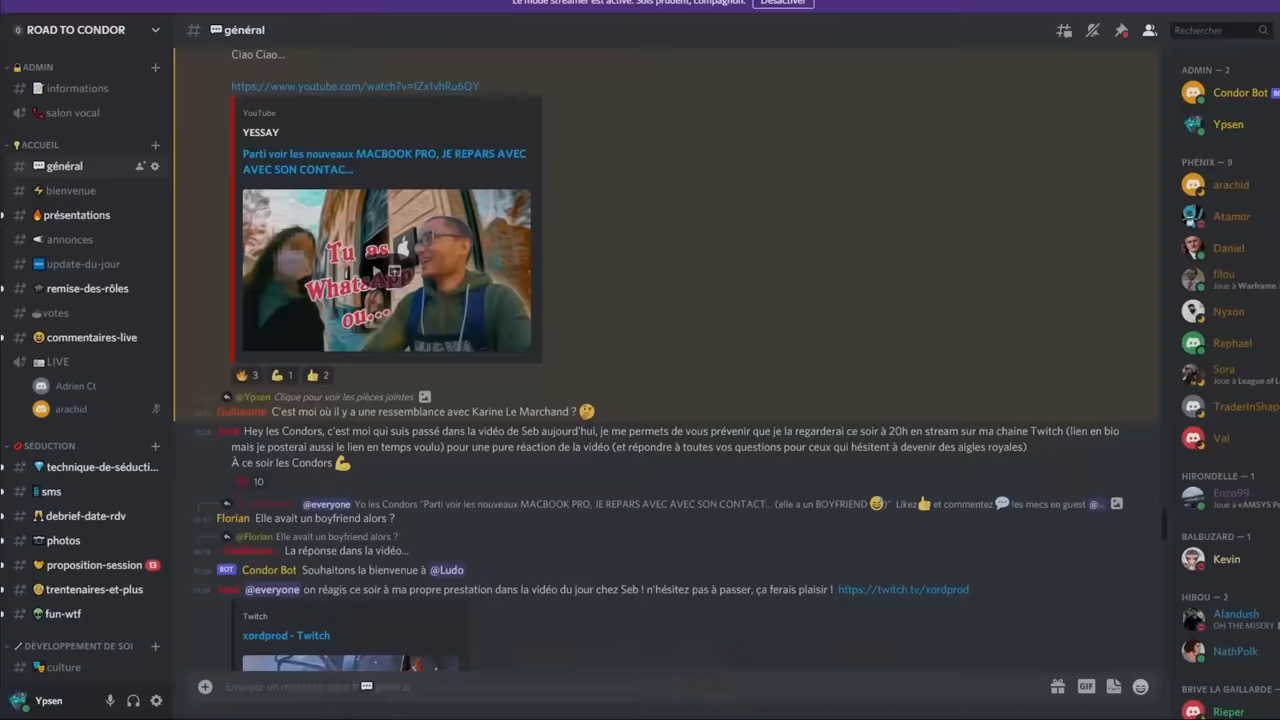 Le mode streamer est activé. Sois prudent, compagnon.
Désactiver
ROAD TO CONDOR
général
Rechercher
ADMIN
informations
salon vocal
ACCUEIL
général
bienvenue
présentations
annonces
update-du-jour
remise-des-rôles
votes
commentaires-live
LIVE
Adrien Ct
arachid
SÉDUCTION
technique-de-séducti...
sms
debrief-date-rdv
photos
proposition-session 13
trentenaires-et-plus
fun-wtf
DÉVELOPPEMENT DE SOI
culture
Ypsen
Ciao Ciao...
https://www.youtube.com/watch?v=
YouTube
YESSAY
Parti voir les nouveaux MACBOOK PRO, JE REPARS AVEC
AVEC SON CONTAC...
Tu as
WhatsApp
ou...
3 1 2
@Ypsen Clique pour voir les pièces jointes
Guillaume C'est moi où il y a une ressemblance avec Karine Le Marchand ?
Hey les Condors, c'est moi qui suis passé dans la vidéo de Seb aujourd'hui, je me permets de vous prévenir que je la regarderai ce soir à 20h en stream sur ma chaine Twitch (lien en bio
mais je posterai aussi le lien en temps voulu) pour une pure réaction de la vidéo (et répondre à toutes vos questions pour ceux qui hésitent à devenir des aigles royales)
À ce soir les Condors
10
@everyone Yo les Condors "Parti voir les nouveaux MACBOOK PRO, JE REPARS AVEC AVEC SON CONTACT... (elle a un BOYFRIEND )" Likez et commentez les mecs en guest @...
Florian Elle avait un boyfriend alors ?
@Florian Elle avait un boyfriend alors ?
La réponse dans la vidéo...
BOT Condor Bot Souhaitons la bienvenue à @Ludo
@everyone on réagis ce soir à ma propre prestation dans la vidéo du jour chez Seb ! n'hésitez pas à passer, ça ferais plaisir ! https://twitch.tv/xordprod
Twitch
xordprod - Twitch
Envoyer un message
général
GIF
ADMIN — 2
Condor Bot
Ypsen
PHÉNIX — 9
arachid
Atamor
Daniel
filou
Joue à Warframe
Nyxon
Raphael
Sora
Joue à League of L
TraderInShap
Val
HIRONDELLE — 1
Enzo99
Joue à eAMSYS P
BALBUZARD — 1
Kevin
HIBOU — 2
Alandush
OH THE MISERY
NathPolk
BRIVE LA GAILLARDE
Rieper